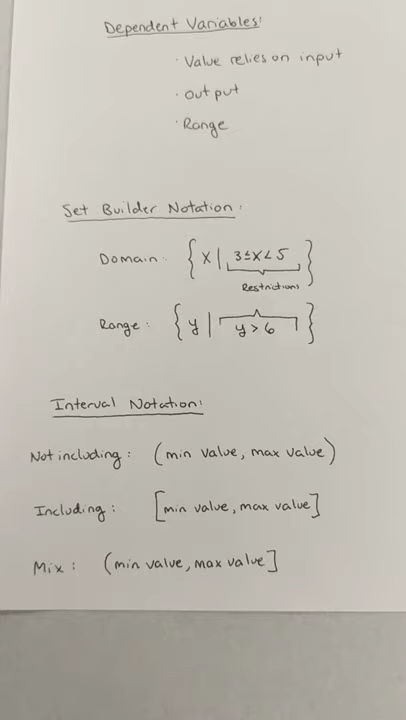 Dependent Variables:
· Value relies on input
· output
· Range
Set Builder Notation:
Domain: { x | 3≤x<5 }
Restrictions
Range: { y | y > 6 }
Interval Notation:
Not including: (min value, max value)
Including: [min value, max value]
Mix: (min value, max value]